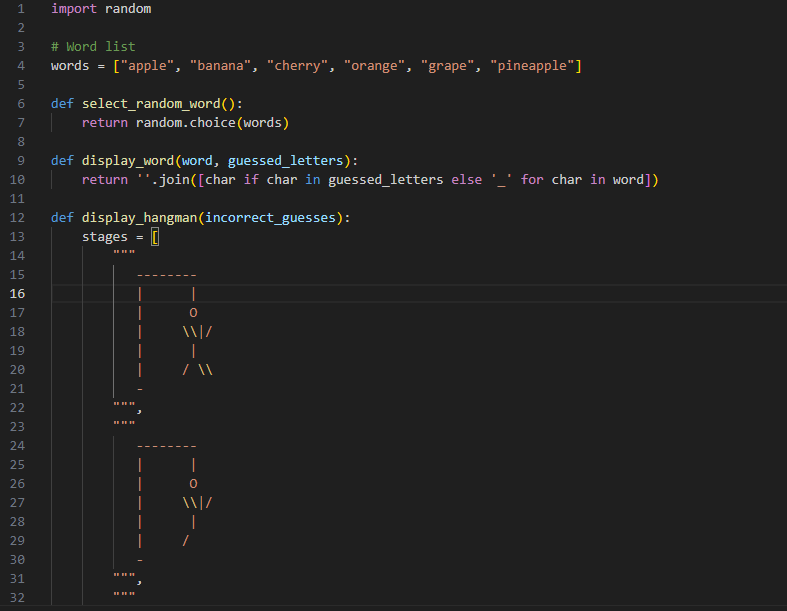 1 import random
2
3 # Word list
4 words = ["apple", "banana", "cherry", "orange", "grape", "pineapple"]
5
6 def select_random_word():
7     return random.choice(words)
8
9 def display_word(word, guessed_letters):
10     return ''.join([char if char in guessed_letters else '_' for char in word])
11
12 def display_hangman(incorrect_guesses):
13     stages = [
14         """
15            --------
16            |      |
17            |      O
18            |     \\|/
19            |      |
20            |     / \\
21            -
22         """,
23         """
24            --------
25            |      |
26            |      O
27            |     \\|/
28            |      |
29            |     /
30            -
31         """,
32         """